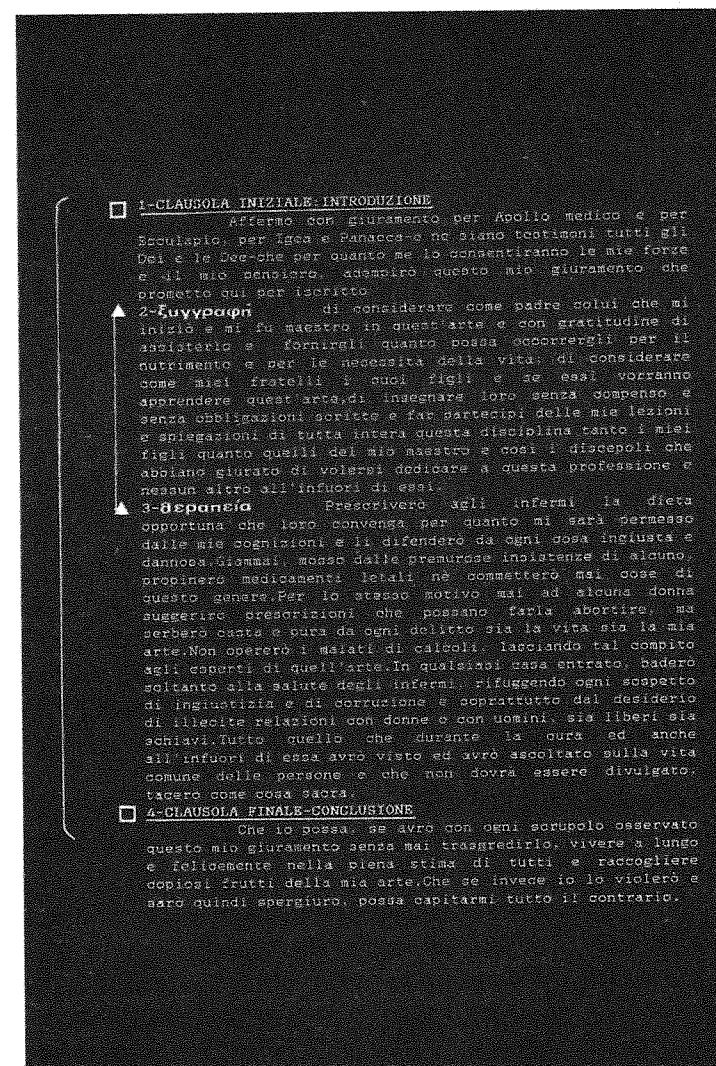 1-CLAUSOLA INIZIALE:INTRODUZIONE
Affermo con giuramento per Apollo medico e per
Esculapio, per Igea e Panacea-e ne siano testimoni tutti gli
Dei e le Dee-che per quanto me lo consentiranno le mie forze
e il mio pensiero, adempirò questo mio giuramento che
prometto qui per iscritto
2-ξυγγραφή di considerare come padre colui che mi
iniziò e mi fu maestro in quest'arte e con gratitudine di
assisterlo e fornirgli quanto possa occorrergli per il
nutrimento e per le necessità della vita; di considerare
come miei fratelli i suoi figli e se essi vorranno
apprendere quest'arte,di insegnare loro senza compenso e
senza obbligazioni scritte e far partecipi delle mie lezioni
e spiegazioni di tutta intera questa disciplina tanto i miei
figli quanto quelli del mio maestro e così i discepoli che
abbiano giurato di volersi dedicare a questa professione e
nessun altro all'infuori di essi.
3-θεραπεία Prescriverò agli infermi la dieta
opportuna che loro convenga per quanto mi sarà permesso
dalle mie cognizioni e li difenderò da ogni cosa ingiusta e
dannosa.Giammai, mosso dalle premurose insistenze di alcuno,
propinerò medicamenti letali nè commetterò mai cose di
questo genere.Per lo stesso motivo mai ad alcuna donna
suggerirò prescrizioni che possano farla abortire, ma
serberò casta e pura da ogni delitto sia la vita sia la mia
arte.Non opererò i malati di calcoli, lasciando tal compito
agli esperti di quell'arte.In qualsiasi casa entrato, baderò
soltanto alla salute degli infermi, rifuggendo ogni sospetto
di ingiustizia e di corruzione e soprattutto dal desiderio
di illecite relazioni con donne o con uomini, sia liberi sia
schiavi.Tutto quello che durante la cura ed anche
all'infuori di essa avrò visto ed avrò ascoltato sulla vita
comune delle persone e che non dovrà essere divulgato,
tacerò come cosa sacra.
4-CLAUSOLA FINALE-CONCLUSIONE
Che io possa, se avrò con ogni scrupolo osservato
questo mio giuramento senza mai trasgredirlo, vivere a lungo
e felicemente nella piena stima di tutti e raccogliere
copiosi frutti della mia arte.Che se invece io lo violerò e
sarò quindi spergiuro, possa capitarmi tutto il contrario.